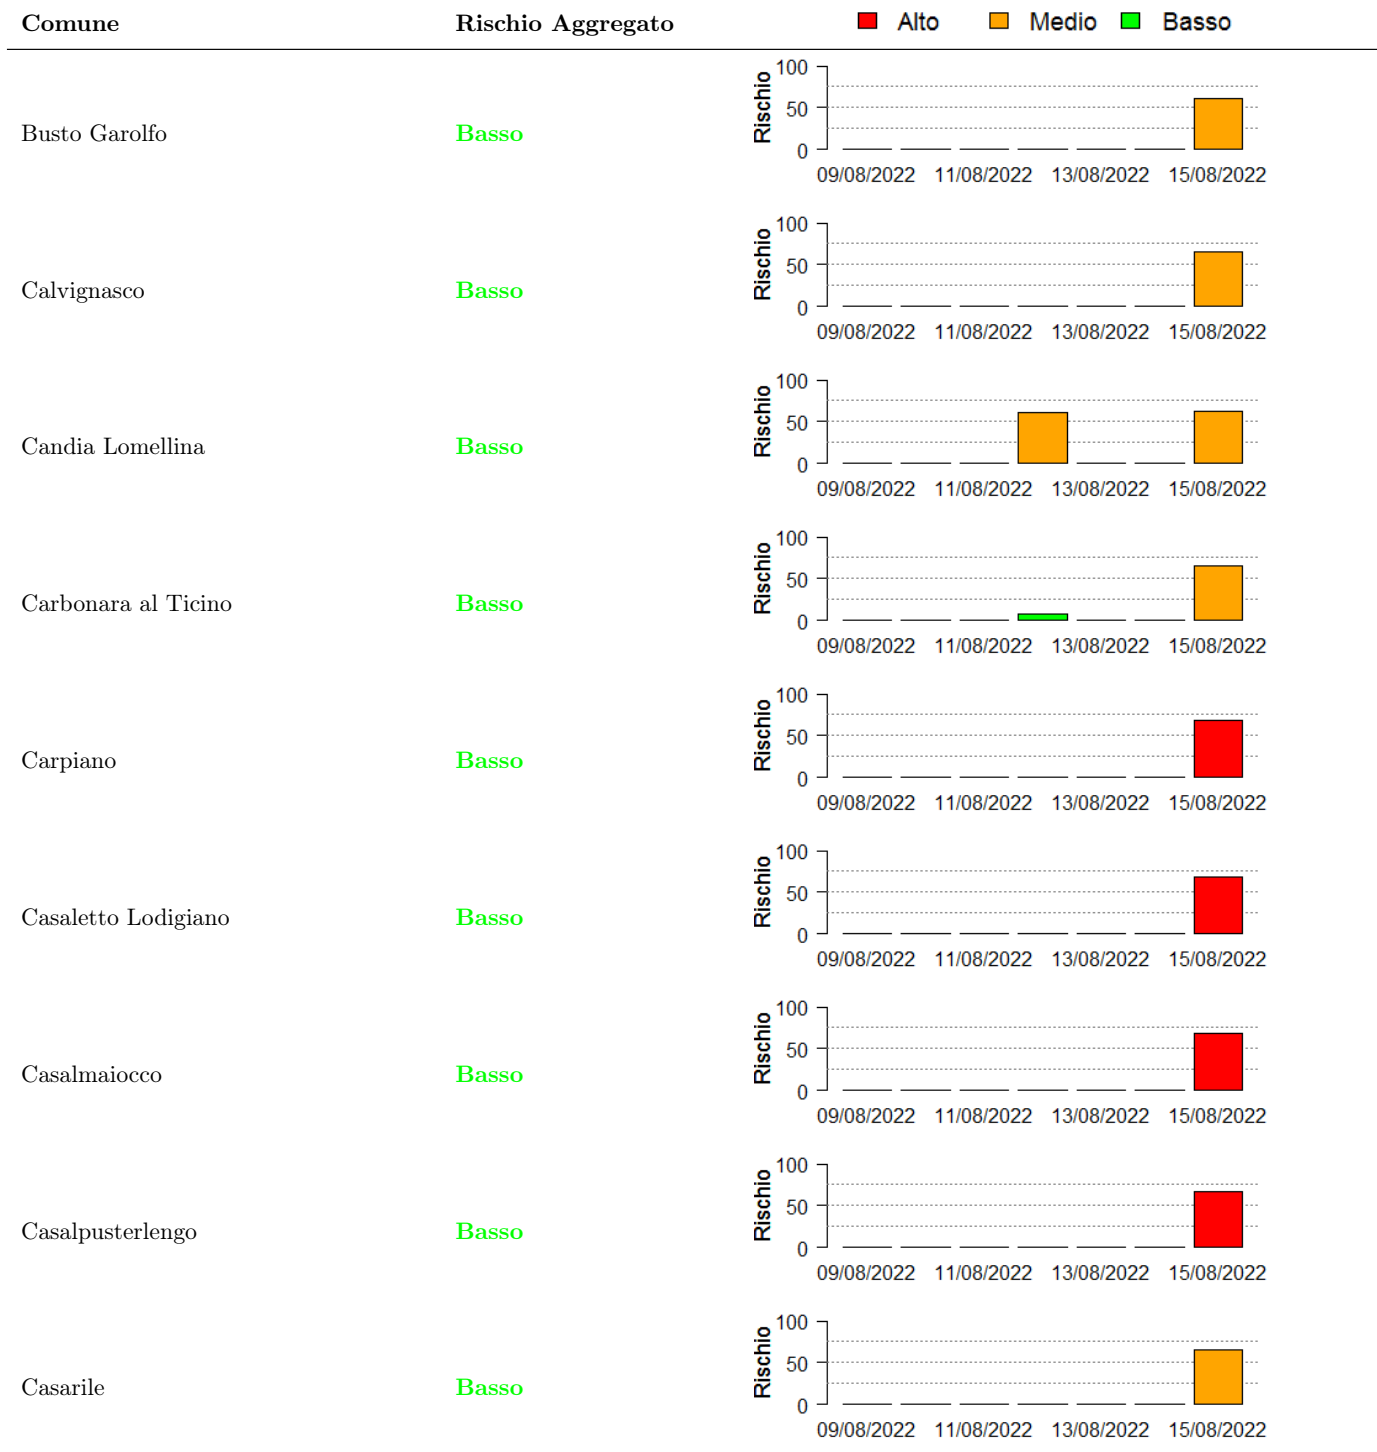 Comune Rischio Aggregato Alto Medio Basso
100
50
0
Rischio
Busto Garolfo Basso
09/08/2022 11/08/2022 13/08/2022 15/08/2022
100
50
0
Rischio
Calvignasco Basso
09/08/2022 11/08/2022 13/08/2022 15/08/2022
100
50
0
Rischio
Candia Lomellina Basso
09/08/2022 11/08/2022 13/08/2022 15/08/2022
100
50
0
Rischio
Carbonara al Ticino Basso
09/08/2022 11/08/2022 13/08/2022 15/08/2022
100
50
0
Rischio
Carpiano Basso
09/08/2022 11/08/2022 13/08/2022 15/08/2022
100
50
0
Rischio
Casaletto Lodigiano Basso
09/08/2022 11/08/2022 13/08/2022 15/08/2022
100
50
0
Rischio
Casalmaiocco Basso
09/08/2022 11/08/2022 13/08/2022 15/08/2022
100
50
0
Rischio
Casalpusterlengo Basso
09/08/2022 11/08/2022 13/08/2022 15/08/2022
100
50
0
Rischio
Casarile Basso
09/08/2022 11/08/2022 13/08/2022 15/08/2022